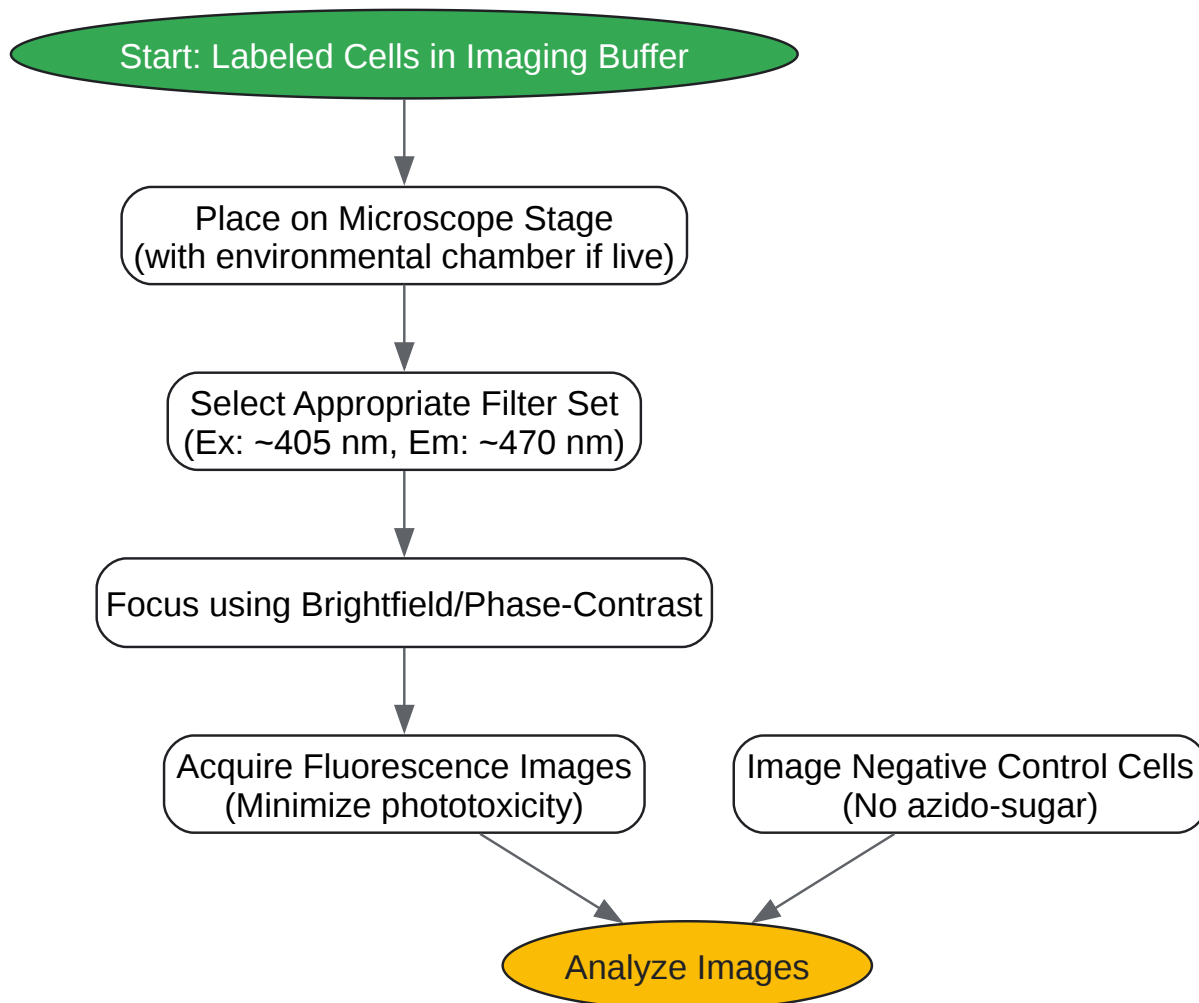 Start: Labeled Cells in Imaging Buffer
Place on Microscope Stage
(with environmental chamber if live)
Select Appropriate Filter Set
(Ex: ~405 nm, Em: ~470 nm)
Focus using Brightfield/Phase-Contrast
Acquire Fluorescence Images
(Minimize phototoxicity)
Image Negative Control Cells
(No azido-sugar)
Analyze Images